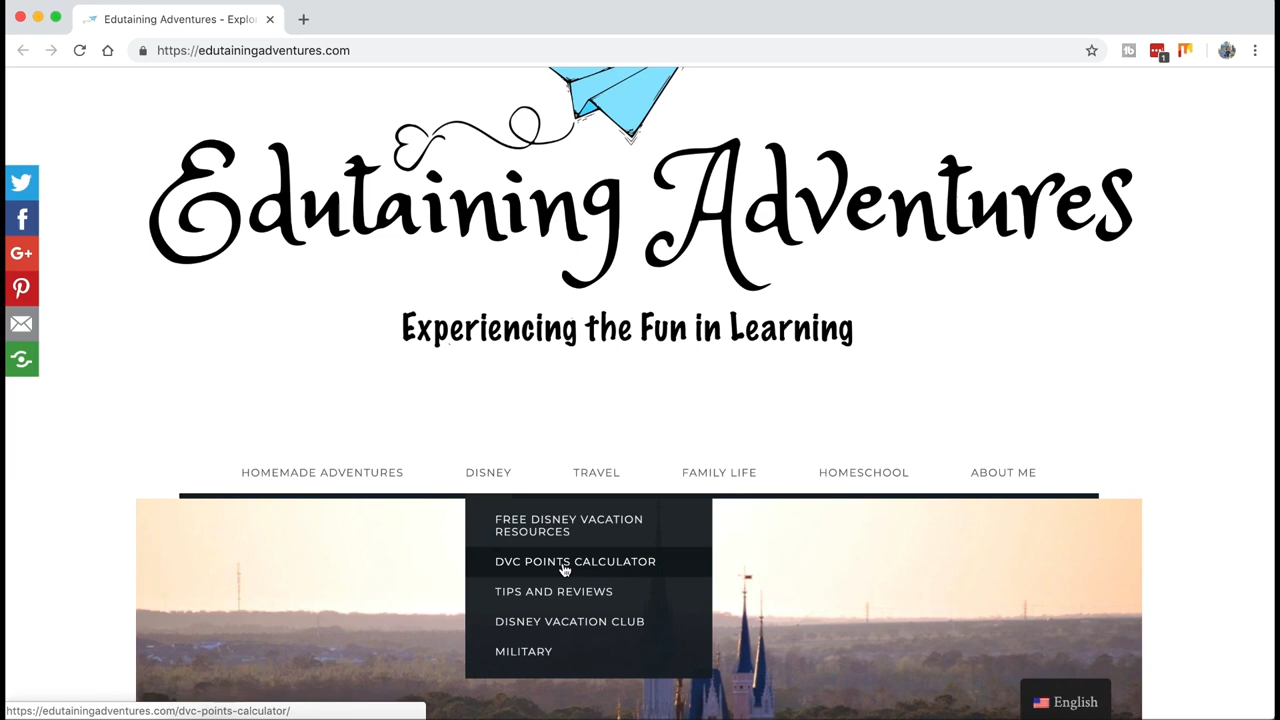 Edutaining Adventures - Explo
https://edutainingadventures.com
1
Edutaining Adventures
Experiencing the Fun in Learning
HOMEMADE ADVENTURES DISNEY TRAVEL FAMILY LIFE HOMESCHOOL ABOUT ME
FREE DISNEY VACATION
RESOURCES
DVC POINTS CALCULATOR
TIPS AND REVIEWS
DISNEY VACATION CLUB
MILITARY
English
https://edutainingadventures.com/dvc-points-calculator/